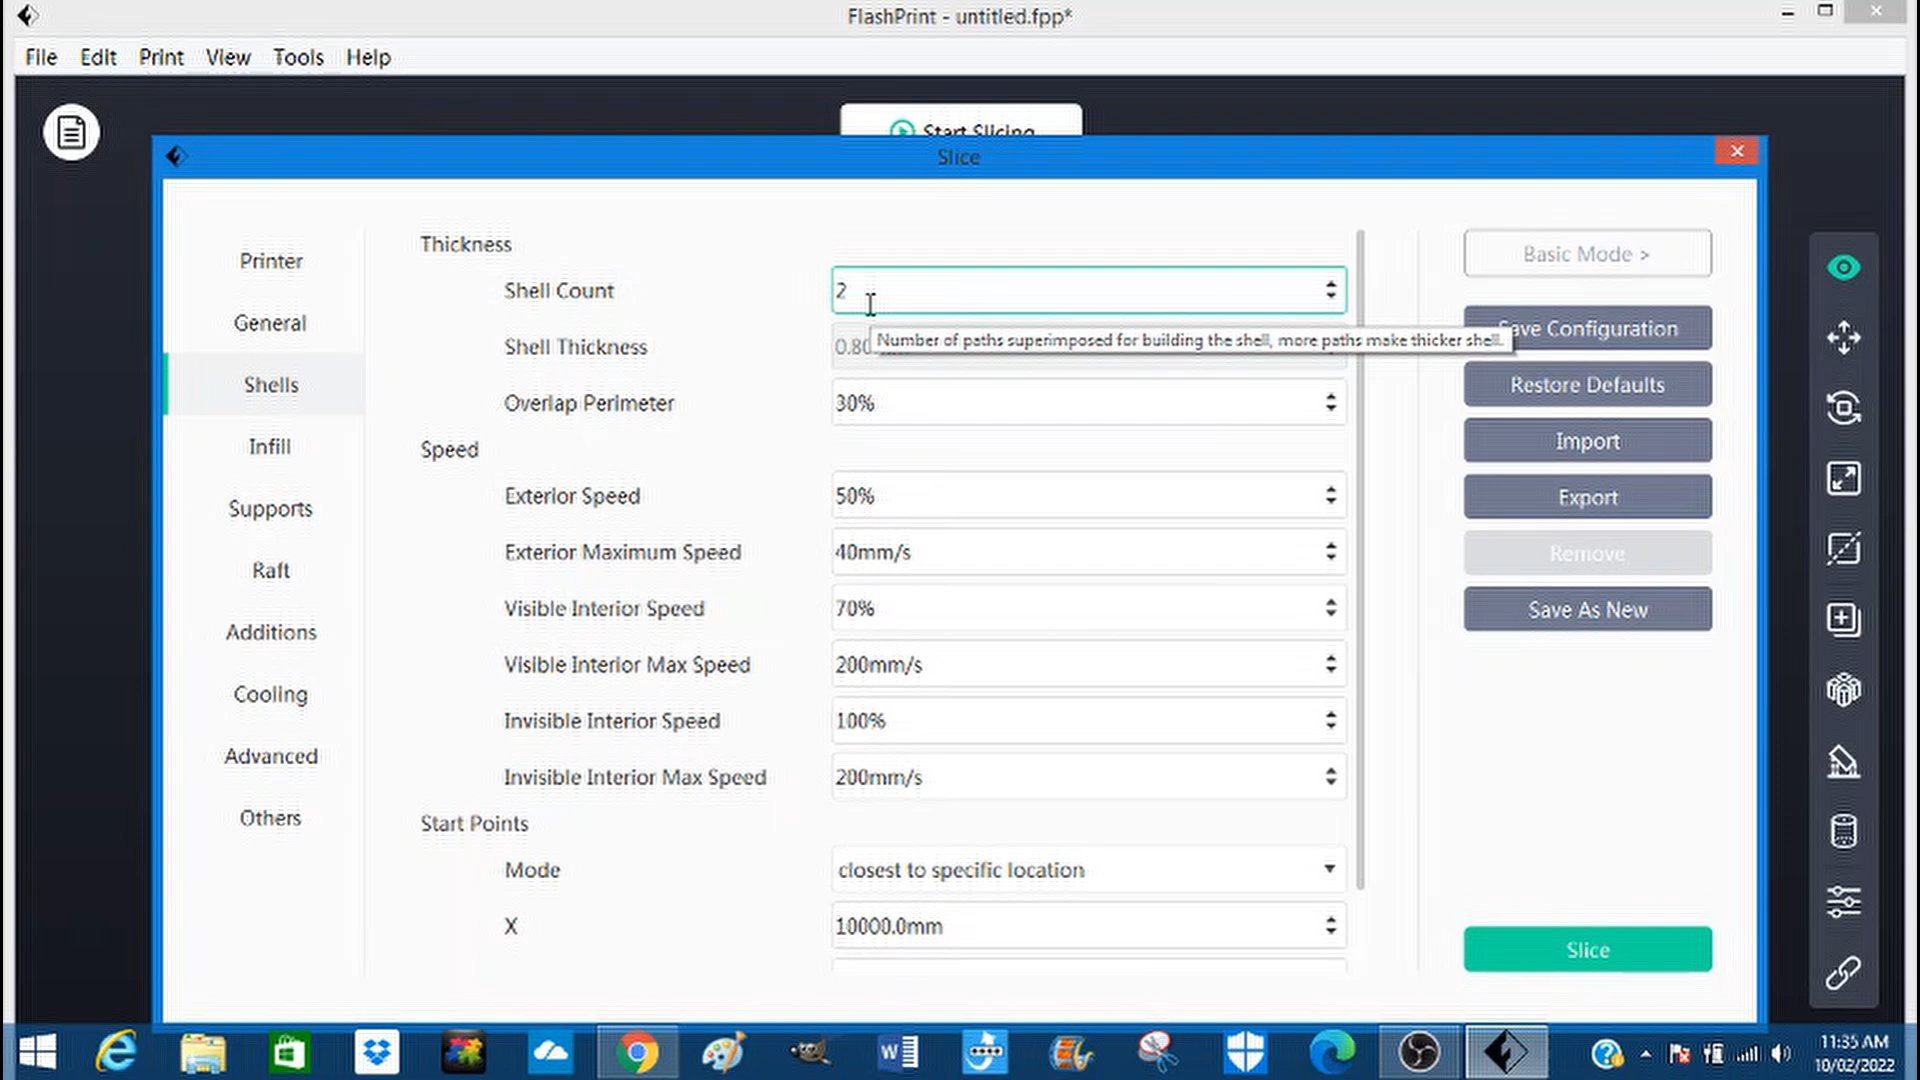 FlashPrint - untitled.fpp*
File Edit Print View Tools Help
Start Slicing
Slice
Printer
General
Shells
Infill
Supports
Raft
Additions
Cooling
Advanced
Others
Thickness
Shell Count 2
Number of paths superimposed for building the shell, more paths make thicker shell.
Shell Thickness
Overlap Perimeter 30%
Speed
Exterior Speed 50%
Exterior Maximum Speed 40mm/s
Visible Interior Speed 70%
Visible Interior Max Speed 200mm/s
Invisible Interior Speed 100%
Invisible Interior Max Speed 200mm/s
Start Points
Mode closest to specific location
X 10000.0mm
Basic Mode >
Save Configuration
Restore Defaults
Import
Export
Remove
Save As New
Slice
11:35 AM
10/02/2022